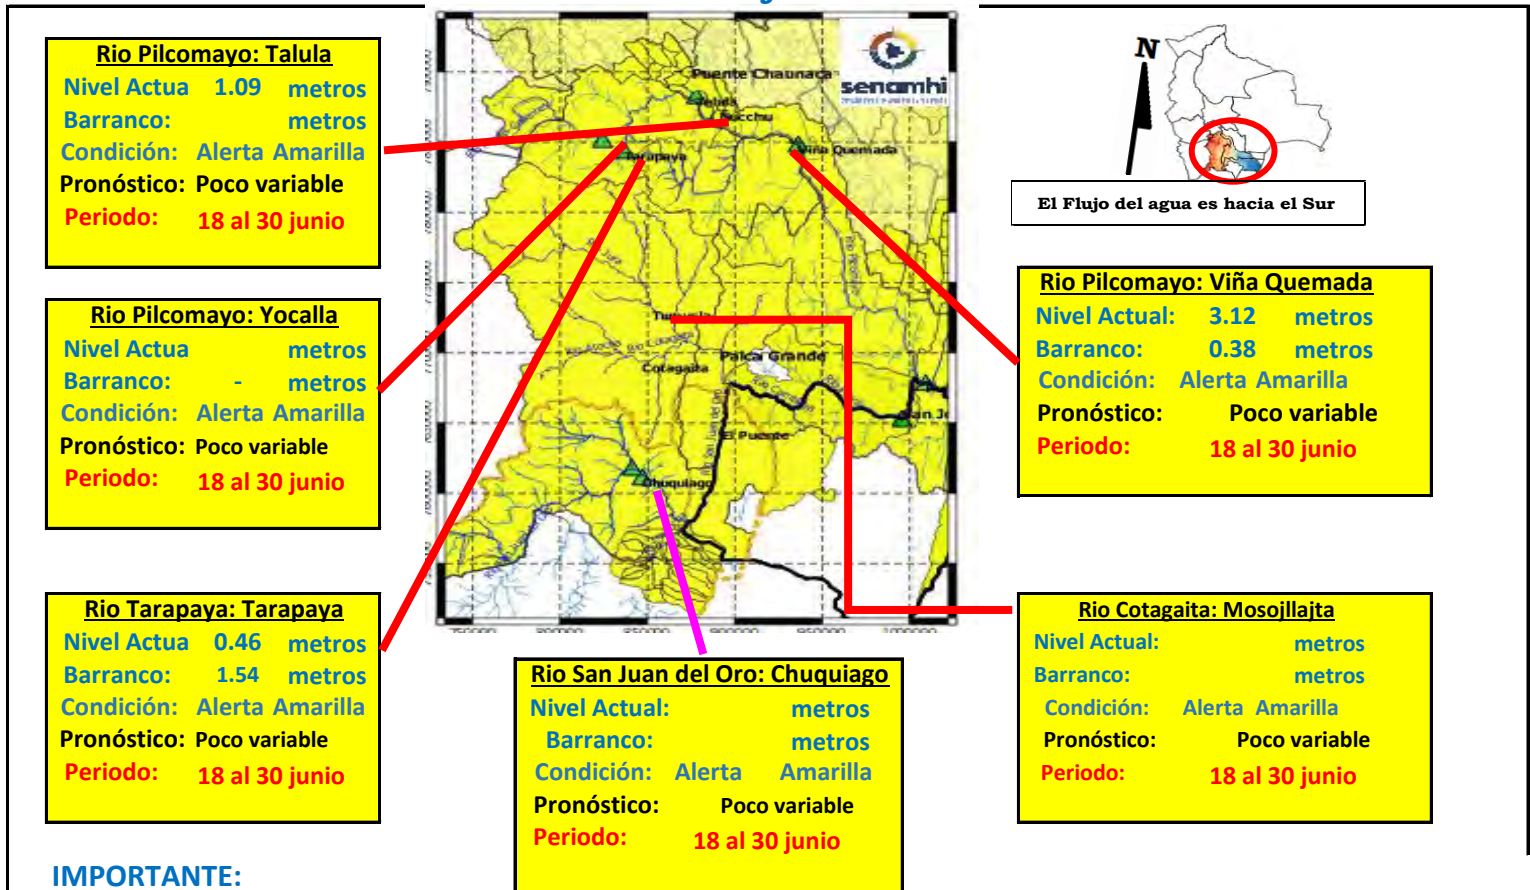 Rio Pilcomayo: Talula
Nivel Actua 1.09 metros
Barranco: metros
Condición: Alerta Amarilla
Pronóstico: Poco variable
Periodo: 18 al 30 junio
Rio Pilcomayo: Yocalla
Nivel Actua metros
Barranco: - metros
Condición: Alerta Amarilla
Pronóstico: Poco variable
Periodo: 18 al 30 junio
Rio Tarapaya: Tarapaya
Nivel Actua 0.46 metros
Barranco: 1.54 metros
Condición: Alerta Amarilla
Pronóstico: Poco variable
Periodo: 18 al 30 junio
senamhi
Puente Chaunaca
Talula
Tarapaya
Viña Quemada
Palca Grande
Cotagaita
El Puente
Chuquiago
750000 800000 850000 900000 950000 1000000
Rio San Juan del Oro: Chuquiago
Nivel Actual: metros
Barranco: metros
Condición: Alerta Amarilla
Pronóstico: Poco variable
Periodo: 18 al 30 junio
N
El Flujo del agua es hacia el Sur
Rio Pilcomayo: Viña Quemada
Nivel Actual: 3.12 metros
Barranco: 0.38 metros
Condición: Alerta Amarilla
Pronóstico: Poco variable
Periodo: 18 al 30 junio
Rio Cotagaita: Mosojllajta
Nivel Actual: metros
Barranco: metros
Condición: Alerta Amarilla
Pronóstico: Poco variable
Periodo: 18 al 30 junio
IMPORTANTE: